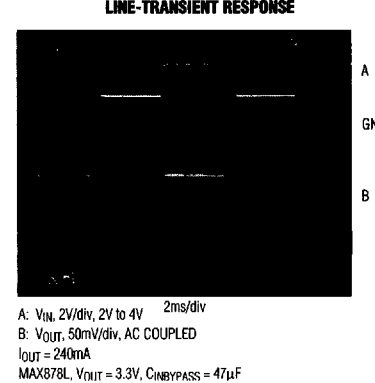 LINE-TRANSIENT RESPONSE
A
B
2ms/div
A: VIN, 2V/div, 2V to 4V
B: VOUT, 50mV/div, AC COUPLED
IOUT = 240mA
MAX878L, VOUT = 3.3V, CINBYPASS = 47µF